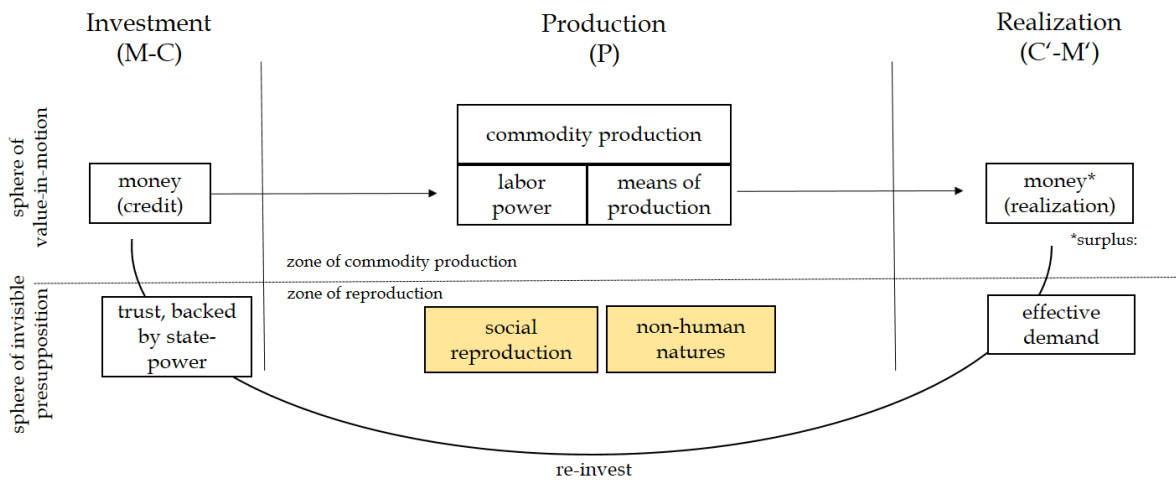 Investment
(M-C)
Production
(P)
Realization
(C‘-M‘)
sphere of
value-in-motion
money
(credit)
commodity production
labor
power
means of
production
money*
(realization)
*surplus:
zone of commodity production
zone of reproduction
sphere of invisible
presupposition
trust, backed
by state-
power
social
reproduction
non-human
natures
effective
demand
re-invest